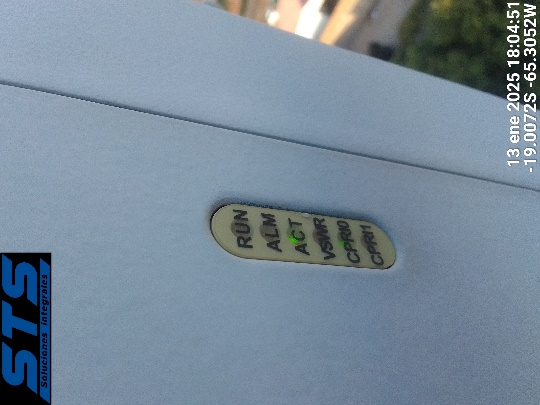 13 ene 2025 18:04:51
-19.0072S -65.3052W
RUN
ALM
ACT
VSWR
CPRI0
CPRI1
STS
Soluciones integrales